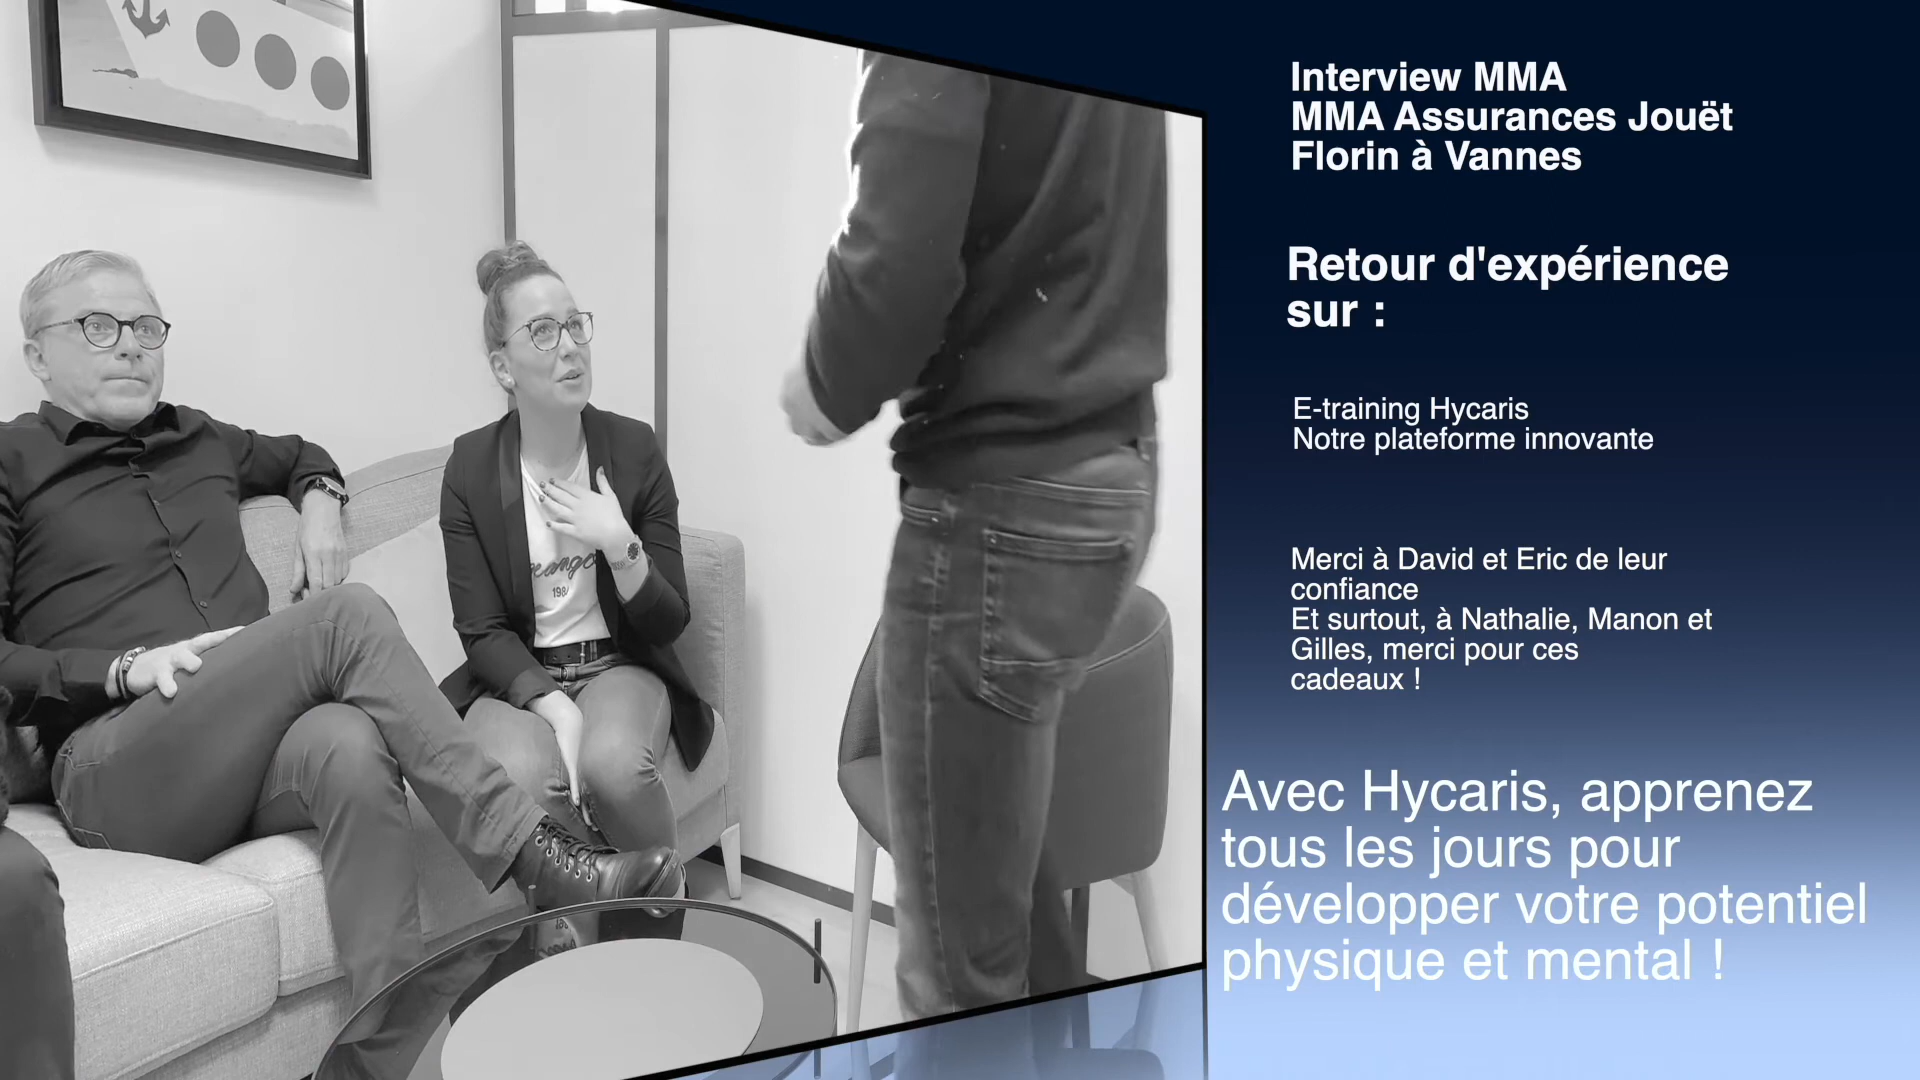 Interview MMA
MMA Assurances Jouët
Florin à Vannes
Retour d'expérience
sur :
E-training Hycaris
Notre plateforme innovante
Merci à David et Eric de leur
confiance
Et surtout, à Nathalie, Manon et
Gilles, merci pour ces
cadeaux !
Avec Hycaris, apprenez
tous les jours pour
développer votre potentiel
physique et mental !